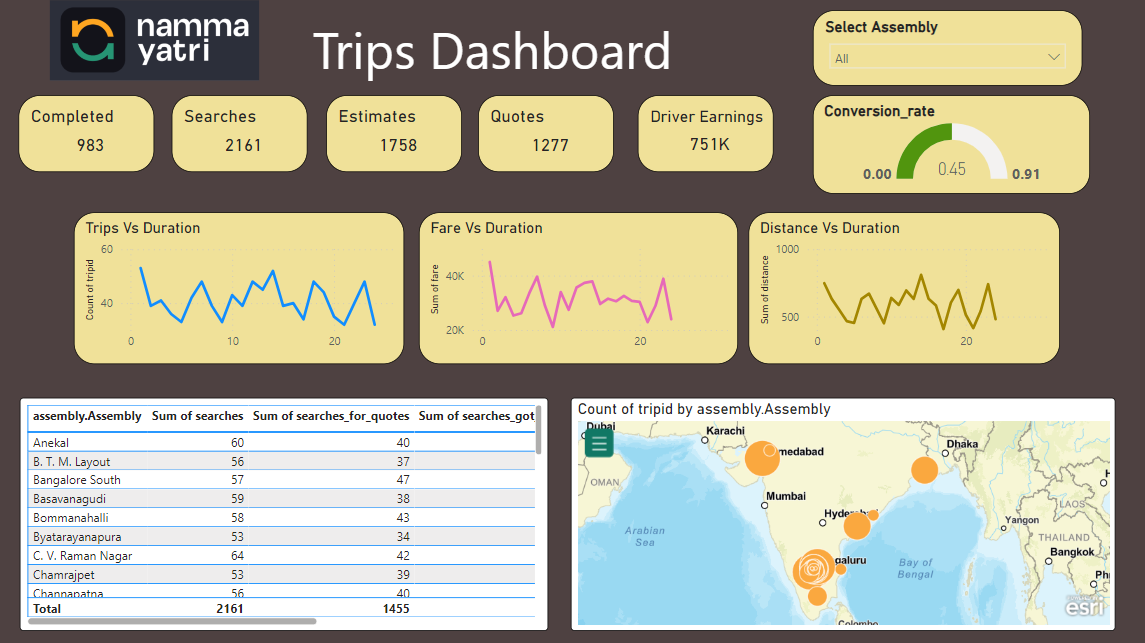 namma
yatri
Trips Dashboard
Select Assembly
All
Completed
983
Searches
2161
Estimates
1758
Quotes
1277
Driver Earnings
751K
Conversion_rate
0.45
0.00
0.91
Trips Vs Duration
60
40
Count of tripid
0 10 20
Fare Vs Duration
40K
20K
Sum of fare
0 20
Distance Vs Duration
1000
500
Sum of distance
0 20
assembly.Assembly Sum of searches Sum of searches_for_quotes Sum of searches_got
Anekal 60 40
B. T. M. Layout 56 37
Bangalore South 57 47
Basavanagudi 59 38
Bommanahalli 58 43
Byatarayanapura 53 34
C. V. Raman Nagar 64 42
Chamrajpet 53 39
Channapatna 56 40
Total 2161 1455
Count of tripid by assembly.Assembly
Dubai
Karachi
medabad
Dhaka
OMAN
Mumbai
Hyderabad
LAOS
Yangon
Arabian
Sea
THAILAND
Bangkok
galuru
Bay of
Bengal
Ph
Colombo
esri